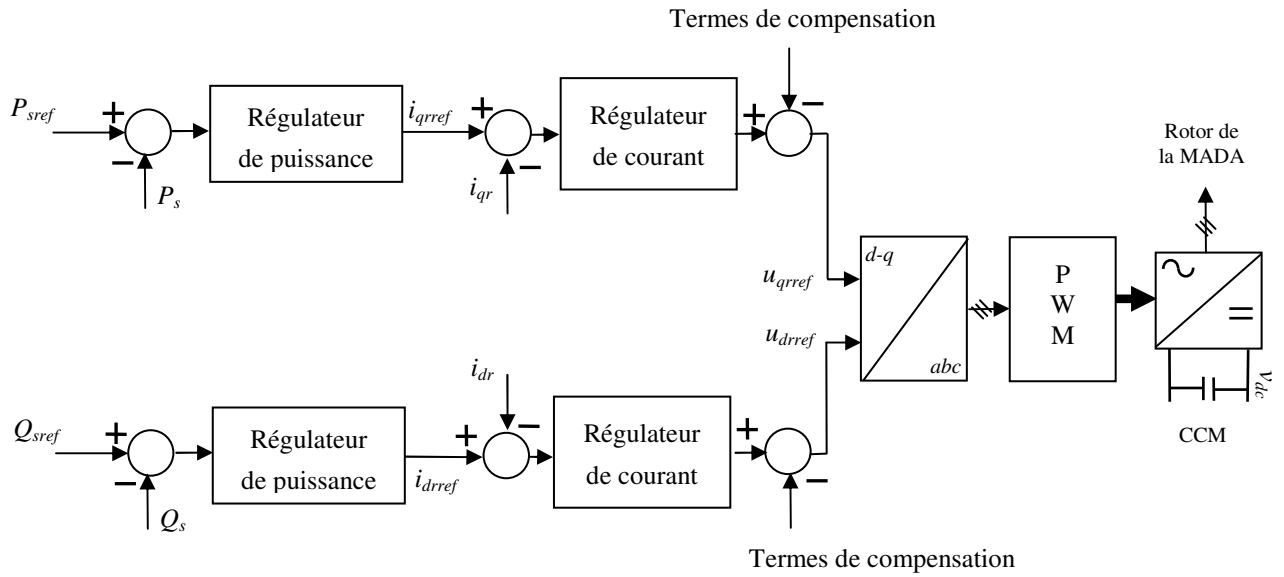 Termes de compensation
P_sref
+
−
P_s
Régulateur
de puissance
i_qrref
+
−
i_qr
Régulateur
de courant
+
−
Rotor de
la MADA
u_qrref
u_drref
d-q
abc
P
W
M
V_dc
CCM
Q_sref
+
−
Q_s
Régulateur
de puissance
i_drref
i_dr
+
−
Régulateur
de courant
+
−
Termes de compensation